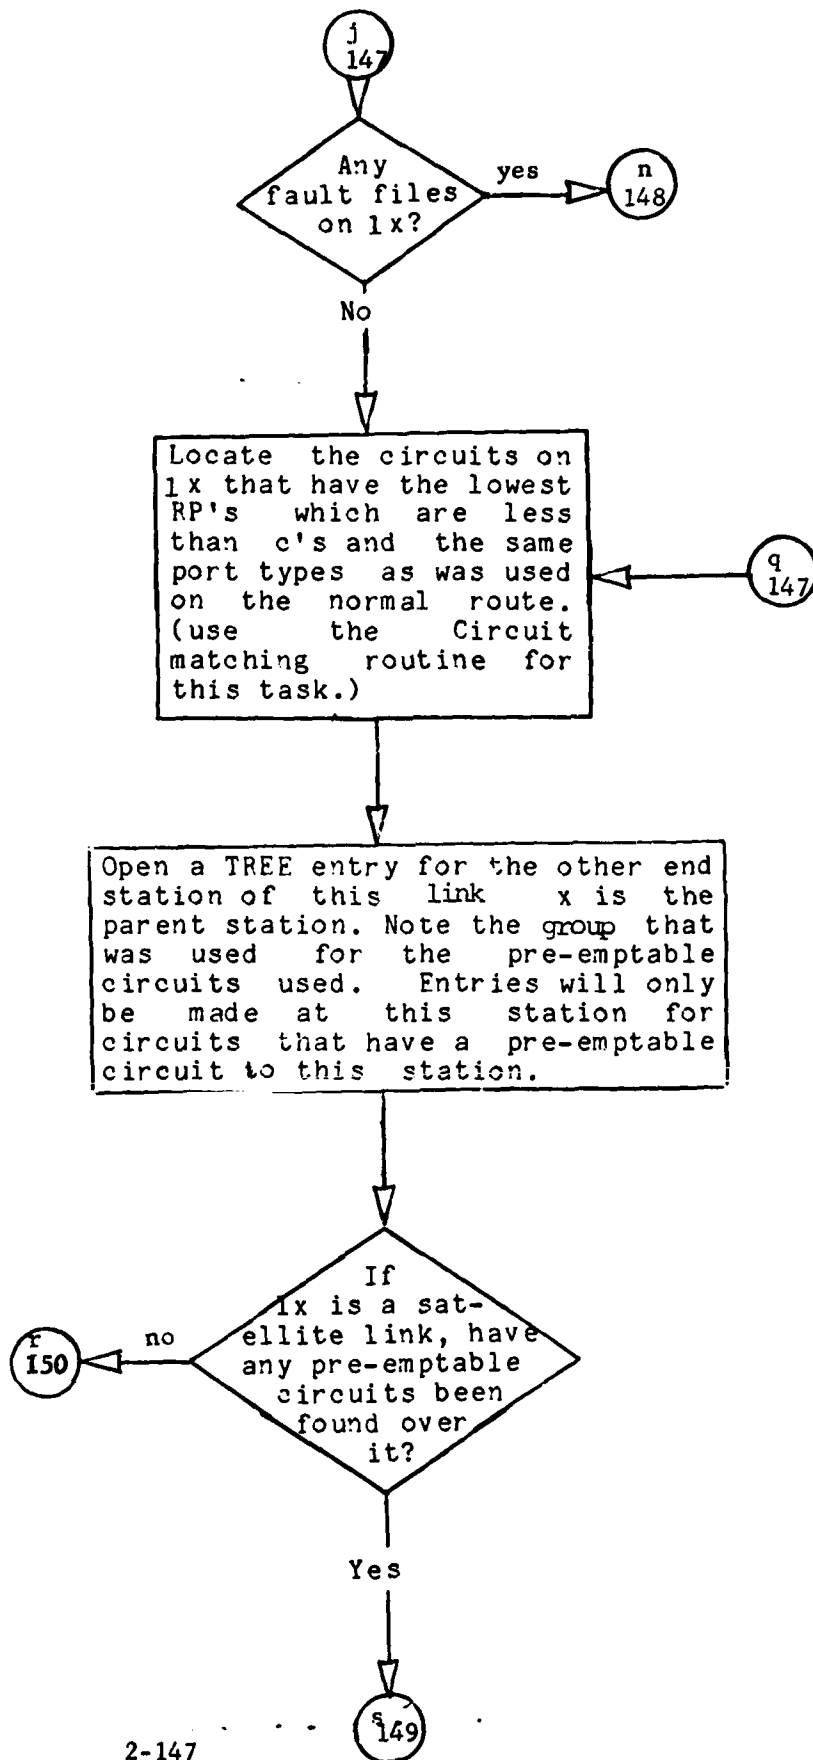 j
147
Any
fault files
on lx?
yes
n
148
No
Locate the circuits on
lx that have the lowest
RP's which are less
than c's and the same
port types as was used
on the normal route.
(use the Circuit
matching routine for
this task.)
q
147
Open a TREE entry for the other end
station of this link x is the
parent station. Note the group that
was used for the pre-emptable
circuits used. Entries will only
be made at this station for
circuits that have a pre-emptable
circuit to this station.
If
lx is a sat-
ellite link, have
any pre-emptable
circuits been
found over
it?
no
r
150
Yes
s
149
2-147